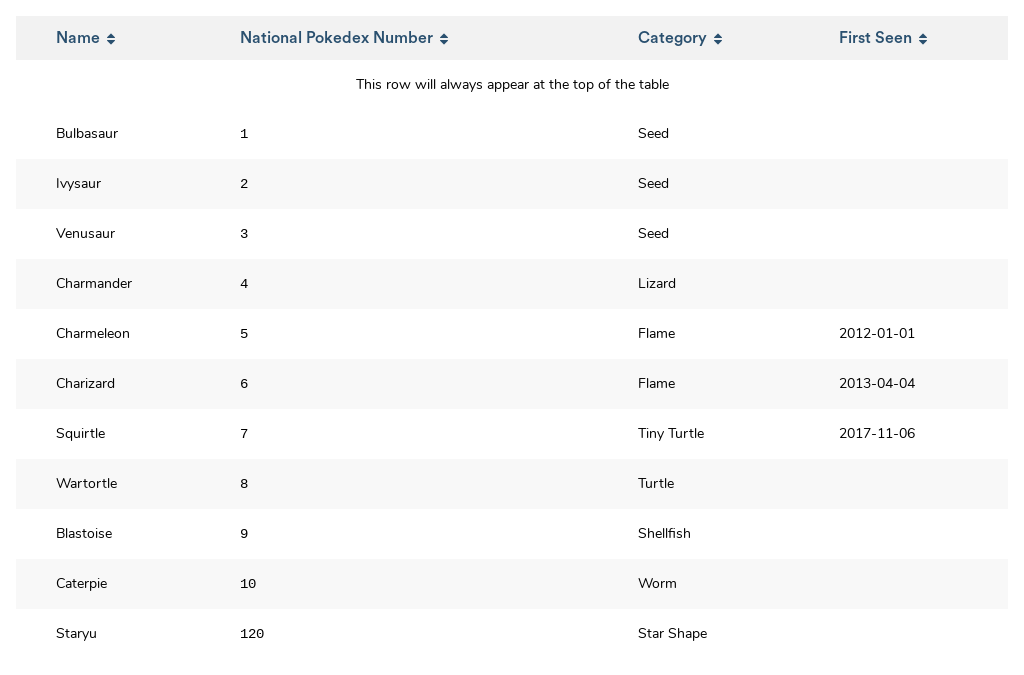 Name National Pokedex Number Category First Seen
This row will always appear at the top of the table
Bulbasaur 1 Seed
Ivysaur 2 Seed
Venusaur 3 Seed
Charmander 4 Lizard
Charmeleon 5 Flame 2012-01-01
Charizard 6 Flame 2013-04-04
Squirtle 7 Tiny Turtle 2017-11-06
Wartortle 8 Turtle
Blastoise 9 Shellfish
Caterpie 10 Worm
Staryu 120 Star Shape